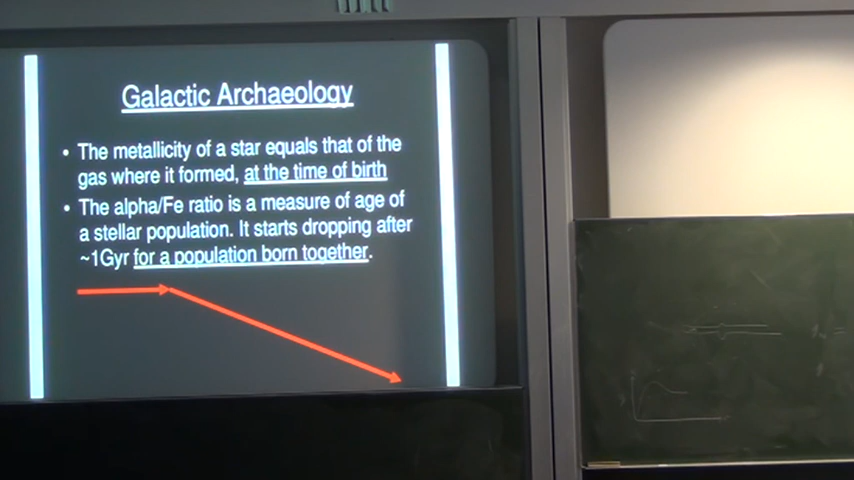 Galactic Archaeology
• The metallicity of a star equals that of the
gas where it formed, at the time of birth
• The alpha/Fe ratio is a measure of age of
a stellar population. It starts dropping after
~1Gyr for a population born together.